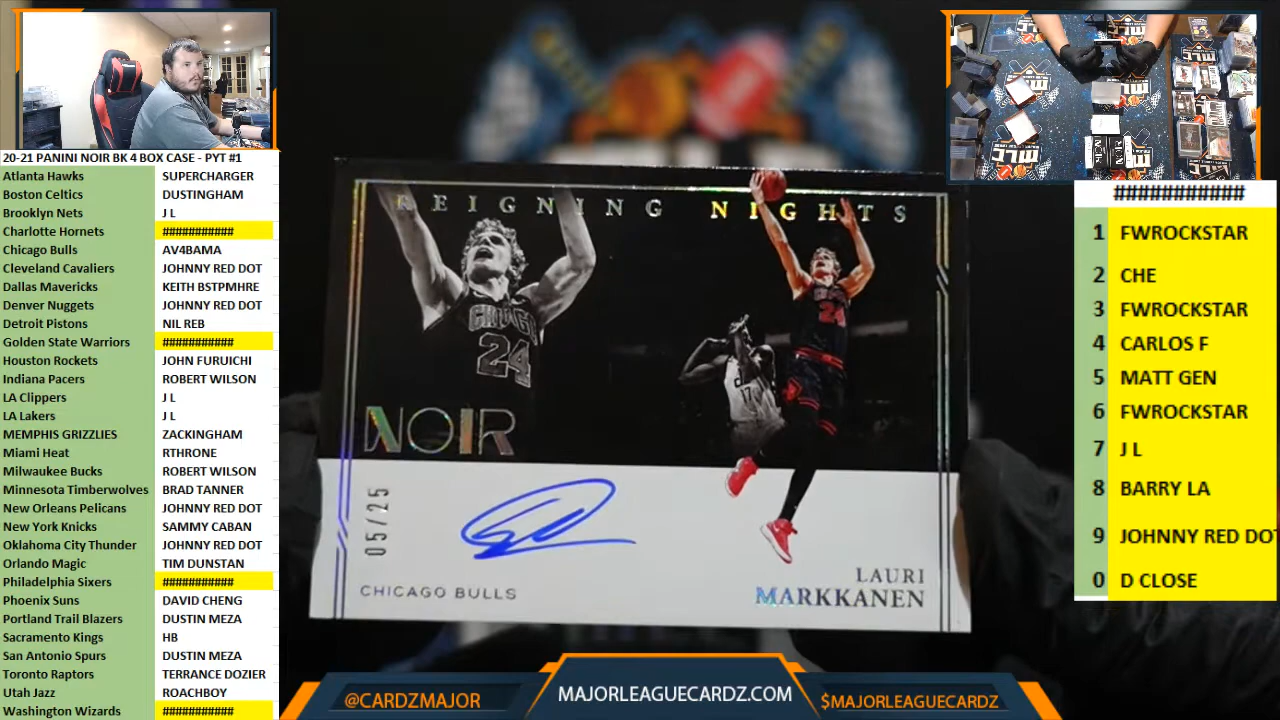 20-21 PANINI NOIR BK 4 BOX CASE - PYT #1
Atlanta Hawks SUPERCHARGER
Boston Celtics DUSTINGHAM
Brooklyn Nets J L
Charlotte Hornets ###########
Chicago Bulls AV4BAMA
Cleveland Cavaliers JOHNNY RED DOT
Dallas Mavericks KEITH BSTPMHRE
Denver Nuggets JOHNNY RED DOT
Detroit Pistons NIL REB
Golden State Warriors ###########
Houston Rockets JOHN FURUICHI
Indiana Pacers ROBERT WILSON
LA Clippers J L
LA Lakers J L
MEMPHIS GRIZZLIES ZACKINGHAM
Miami Heat RTHRONE
Milwaukee Bucks ROBERT WILSON
Minnesota Timberwolves BRAD TANNER
New Orleans Pelicans JOHNNY RED DOT
New York Knicks SAMMY CABAN
Oklahoma City Thunder JOHNNY RED DOT
Orlando Magic TIM DUNSTAN
Philadelphia Sixers ###########
Phoenix Suns DAVID CHENG
Portland Trail Blazers DUSTIN MEZA
Sacramento Kings HB
San Antonio Spurs DUSTIN MEZA
Toronto Raptors TERRANCE DOZIER
Utah Jazz ROACHBOY
Washington Wizards ###########
REIGNING NIGHTS
CHICAGO
24
24
17
NOIR
05/25
CHICAGO BULLS
LAURI
MARKKANEN
@CARDZMAJOR
MAJORLEAGUECARDZ.COM
$MAJORLEAGUECARDZ
############
1 FWROCKSTAR
2 CHE
3 FWROCKSTAR
4 CARLOS F
5 MATT GEN
6 FWROCKSTAR
7 J L
8 BARRY LA
9 JOHNNY RED DOT
0 D CLOSE